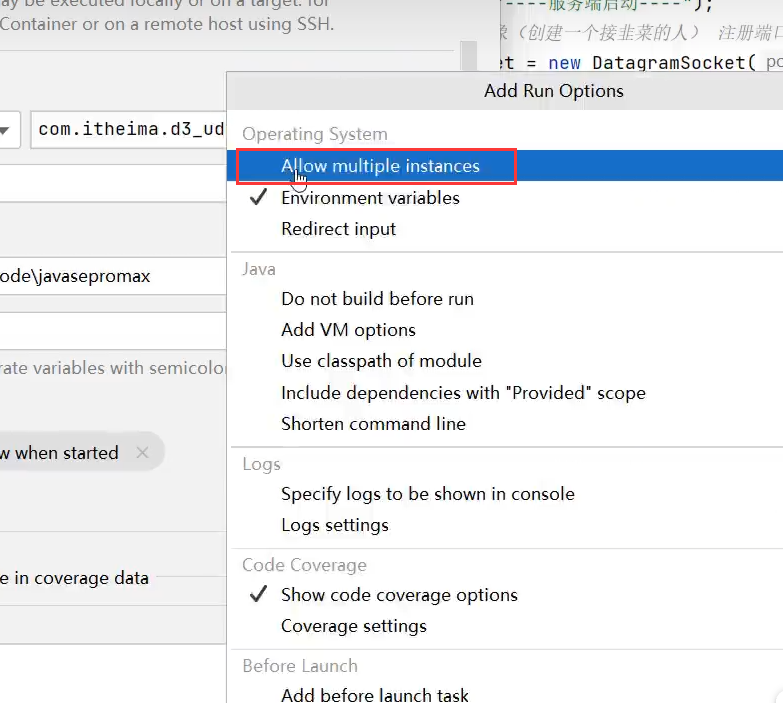 may be executed locally or on a target: for
Container or on a remote host using SSH.
----服务端启动----");
象（创建一个接韭菜的人） 注册端口
et = new DatagramSocket( po
Add Run Options
com.itheima.d3_ud
Operating System
Allow multiple instances
Environment variables
Redirect input
Java
ode\javasepromax
Do not build before run
Add VM options
Use classpath of module
rate variables with semicolon
Include dependencies with "Provided" scope
Shorten command line
w when started
Logs
Specify logs to be shown in console
Logs settings
Code Coverage
e in coverage data
Show code coverage options
Coverage settings
Before Launch
Add before launch task